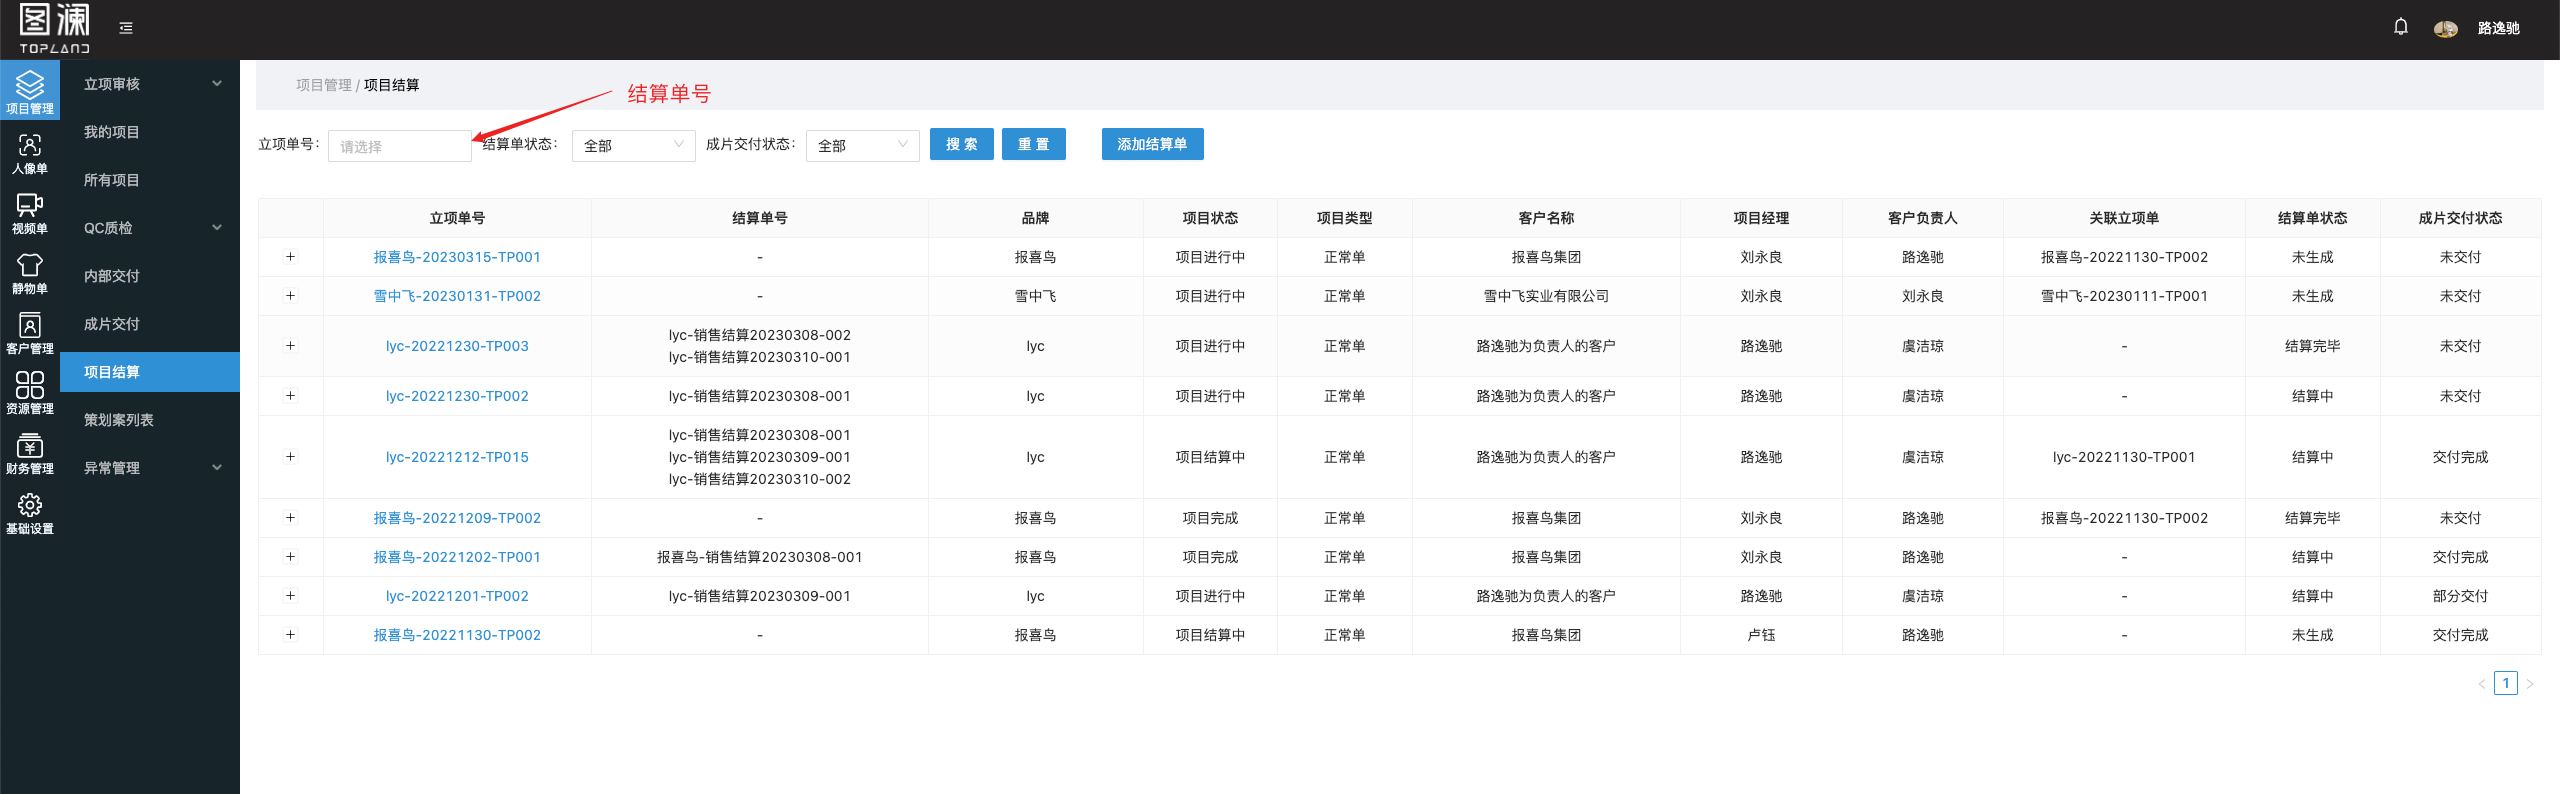 图澜
TOPLAND
路逸驰
项目管理
人像单
视频单
静物单
客户管理
资源管理
财务管理
基础设置
立项审核
我的项目
所有项目
QC质检
内部交付
成片交付
项目结算
策划案列表
异常管理
项目管理 / 项目结算
结算单号
立项单号: 请选择 结算单状态: 全部 成片交付状态: 全部 搜 索 重 置 添加结算单
立项单号 结算单号 品牌 项目状态 项目类型 客户名称 项目经理 客户负责人 关联立项单 结算单状态 成片交付状态
+ 报喜鸟-20230315-TP001 - 报喜鸟 项目进行中 正常单 报喜鸟集团 刘永良 路逸驰 报喜鸟-20221130-TP002 未生成 未交付
+ 雪中飞-20230131-TP002 - 雪中飞 项目进行中 正常单 雪中飞实业有限公司 刘永良 刘永良 雪中飞-20230111-TP001 未生成 未交付
lyc-销售结算20230308-002
+ lyc-20221230-TP003 lyc 项目进行中 正常单 路逸驰为负责人的客户 路逸驰 虞洁琼 - 结算完毕 未交付
lyc-销售结算20230310-001
+ lyc-20221230-TP002 lyc-销售结算20230308-001 lyc 项目进行中 正常单 路逸驰为负责人的客户 路逸驰 虞洁琼 - 结算中 未交付
lyc-销售结算20230308-001
+ lyc-20221212-TP015 lyc-销售结算20230309-001 lyc 项目结算中 正常单 路逸驰为负责人的客户 路逸驰 虞洁琼 lyc-20221130-TP001 结算中 交付完成
lyc-销售结算20230310-002
+ 报喜鸟-20221209-TP002 - 报喜鸟 项目完成 正常单 报喜鸟集团 刘永良 路逸驰 报喜鸟-20221130-TP002 结算完毕 未交付
+ 报喜鸟-20221202-TP001 报喜鸟-销售结算20230308-001 报喜鸟 项目完成 正常单 报喜鸟集团 刘永良 路逸驰 - 结算中 交付完成
+ lyc-20221201-TP002 lyc-销售结算20230309-001 lyc 项目进行中 正常单 路逸驰为负责人的客户 路逸驰 虞洁琼 - 结算中 部分交付
+ 报喜鸟-20221130-TP002 - 报喜鸟 项目结算中 正常单 报喜鸟集团 卢钰 路逸驰 - 未生成 交付完成
< 1 >